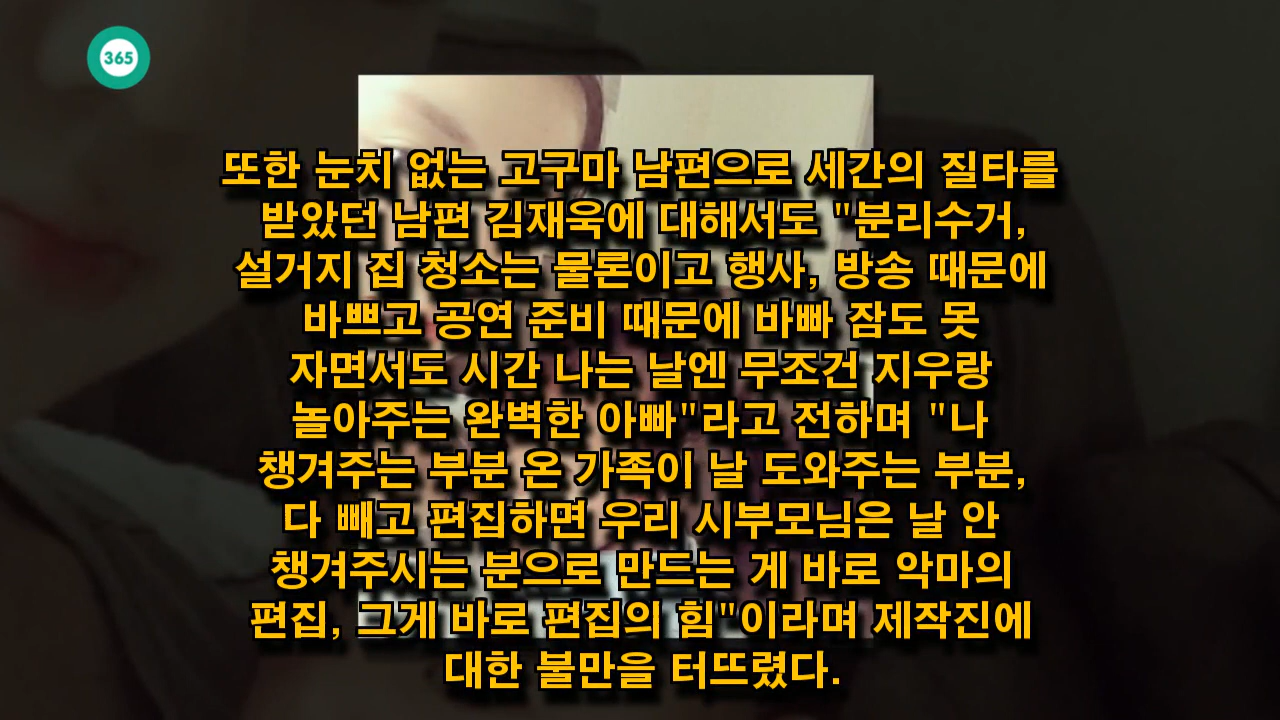 365
또한 눈치 없는 고구마 남편으로 세간의 질타를
받았던 남편 김재욱에 대해서도 "분리수거,
설거지 집 청소는 물론이고 행사, 방송 때문에
바쁘고 공연 준비 때문에 바빠 잠도 못
자면서도 시간 나는 날엔 무조건 지우랑
놀아주는 완벽한 아빠"라고 전하며 "나
챙겨주는 부분 온 가족이 날 도와주는 부분,
다 빼고 편집하면 우리 시부모님은 날 안
챙겨주시는 분으로 만드는 게 바로 악마의
편집, 그게 바로 편집의 힘"이라며 제작진에
대한 불만을 터뜨렸다.